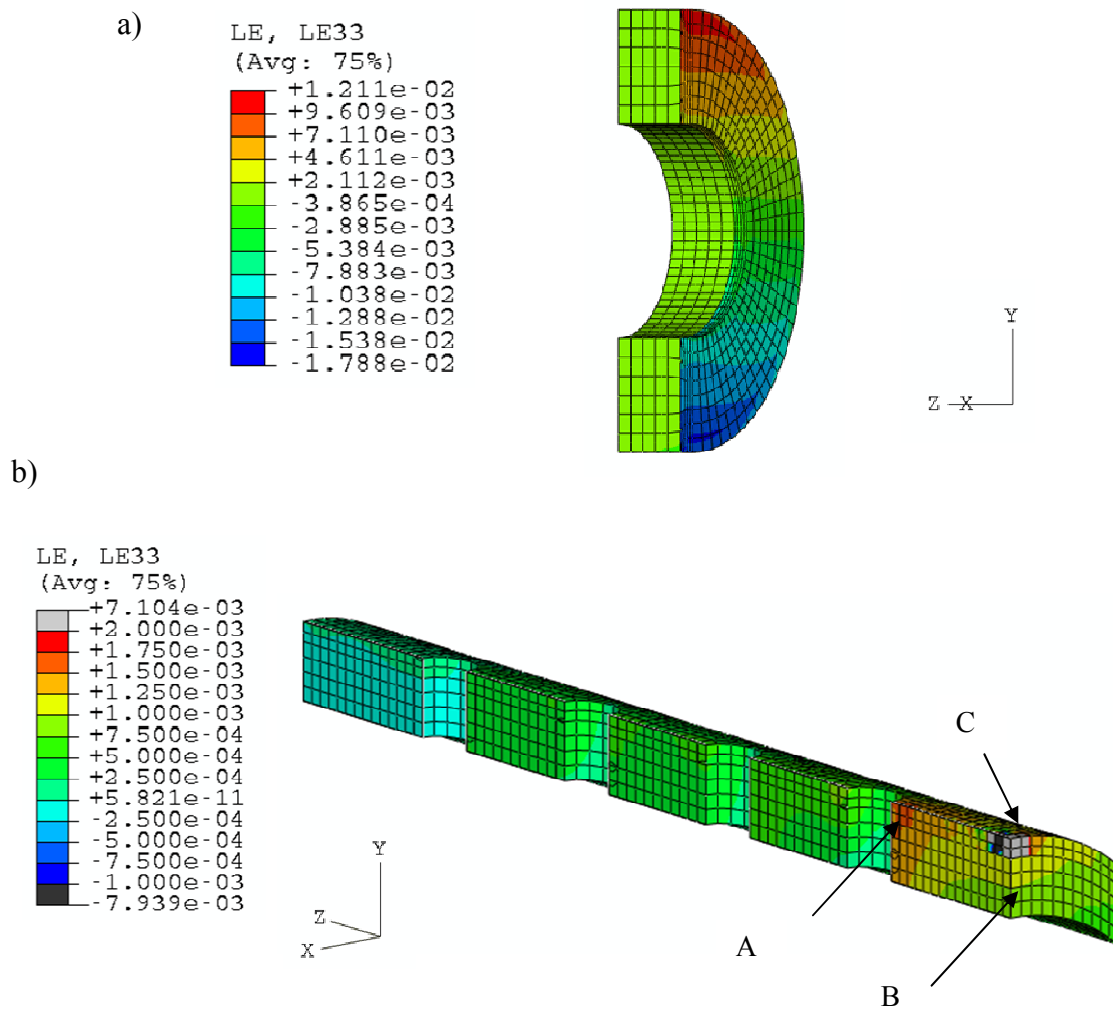 a)
LE, LE33
(Avg: 75%)
+1.211e-02
+9.609e-03
+7.110e-03
+4.611e-03
+2.112e-03
-3.865e-04
-2.885e-03
-5.384e-03
-7.883e-03
-1.038e-02
-1.288e-02
-1.538e-02
-1.788e-02
Y
Z X
b)
LE, LE33
(Avg: 75%)
+7.104e-03
+2.000e-03
+1.750e-03
+1.500e-03
+1.250e-03
+1.000e-03
+7.500e-04
+5.000e-04
+2.500e-04
+5.821e-11
-2.500e-04
-5.000e-04
-7.500e-04
-1.000e-03
-7.939e-03
Y
Z
X
C
A
B